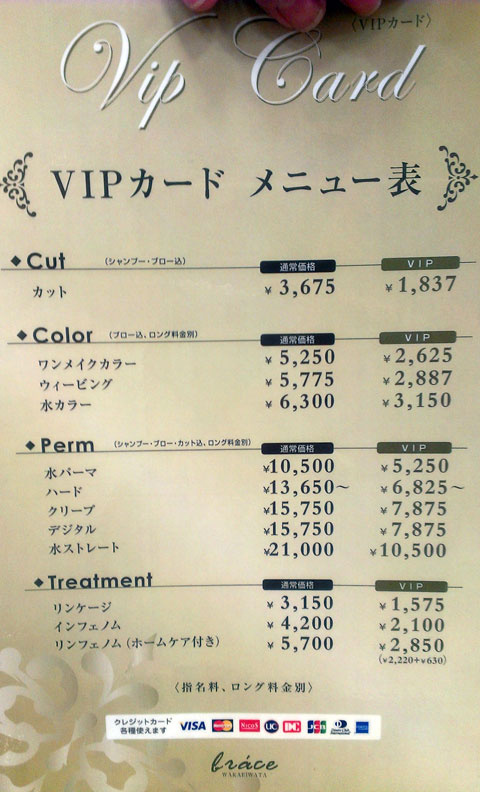 〈VIPカード〉
Vip Card
VIPカード メニュー表
◆Cut (シャンプー・ブロー込) 通常価格 VIP
カット ¥3,675 ¥1,837
◆Color (ブロー込、ロング料金別) 通常価格 VIP
ワンメイクカラー ¥5,250 ¥2,625
ウィービング ¥5,775 ¥2,887
水カラー ¥6,300 ¥3,150
◆Perm (シャンプー・ブロー・カット込、ロング料金別) 通常価格 VIP
水パーマ ¥10,500 ¥5,250
ハード ¥13,650〜 ¥6,825〜
クリープ ¥15,750 ¥7,875
デジタル ¥15,750 ¥7,875
水ストレート ¥21,000 ¥10,500
◆Treatment 通常価格 VIP
リンケージ ¥3,150 ¥1,575
インフェノム ¥4,200 ¥2,100
リンフェノム(ホームケア付き) ¥5,700 ¥2,850
(¥2,220+¥630)
〈指名料、ロング料金別〉
クレジットカード
各種使えます
VISA MasterCard NICOS UC DC JCB
bráce
WAKAEIWATA